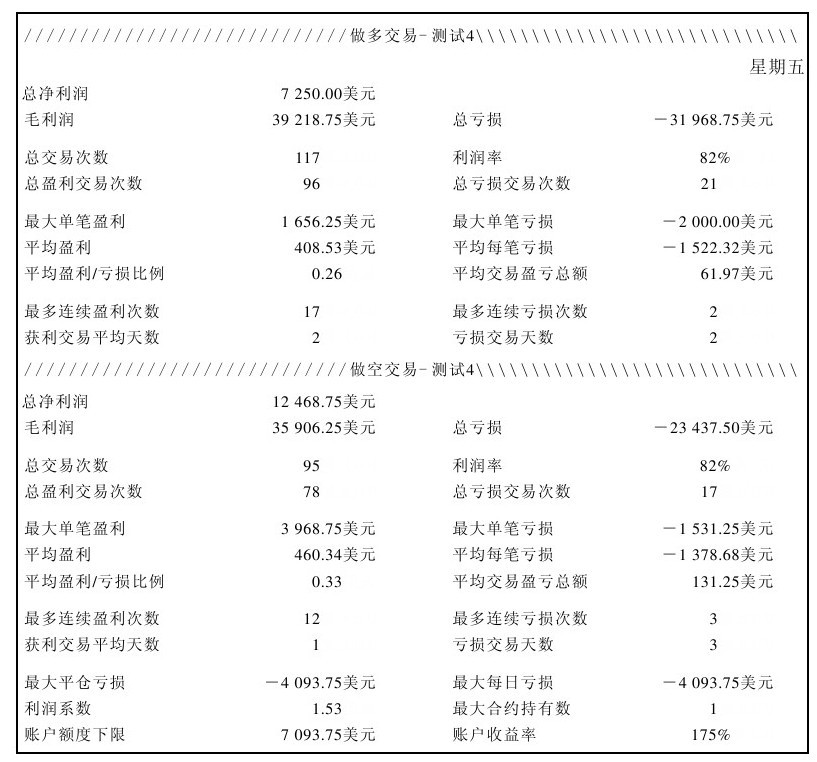 /////////////////////////////做多交易－测试4\\\\\\\\\\\\\\\\\\\\\\\\\\\\\
星期五
总净利润 7 250.00美元
毛利润 39 218.75美元 总亏损 －31 968.75美元
总交易次数 117 利润率 82%
总盈利交易次数 96 总亏损交易次数 21
最大单笔盈利 1 656.25美元 最大单笔亏损 －2 000.00美元
平均盈利 408.53美元 平均每笔亏损 －1 522.32美元
平均盈利/亏损比例 0.26 平均交易盈亏总额 61.97美元
最多连续盈利次数 17 最多连续亏损次数 2
获利交易平均天数 2 亏损交易天数 2
/////////////////////////////做空交易－测试4\\\\\\\\\\\\\\\\\\\\\\\\\\\\\
总净利润 12 468.75美元
毛利润 35 906.25美元 总亏损 －23 437.50美元
总交易次数 95 利润率 82%
总盈利交易次数 78 总亏损交易次数 17
最大单笔盈利 3 968.75美元 最大单笔亏损 －1 531.25美元
平均盈利 460.34美元 平均每笔亏损 －1 378.68美元
平均盈利/亏损比例 0.33 平均交易盈亏总额 131.25美元
最多连续盈利次数 12 最多连续亏损次数 3
获利交易平均天数 1 亏损交易天数 3
最大平仓亏损 －4 093.75美元 最大每日亏损 －4 093.75美元
利润系数 1.53 最大合约持有数 1
账户额度下限 7 093.75美元 账户收益率 175%